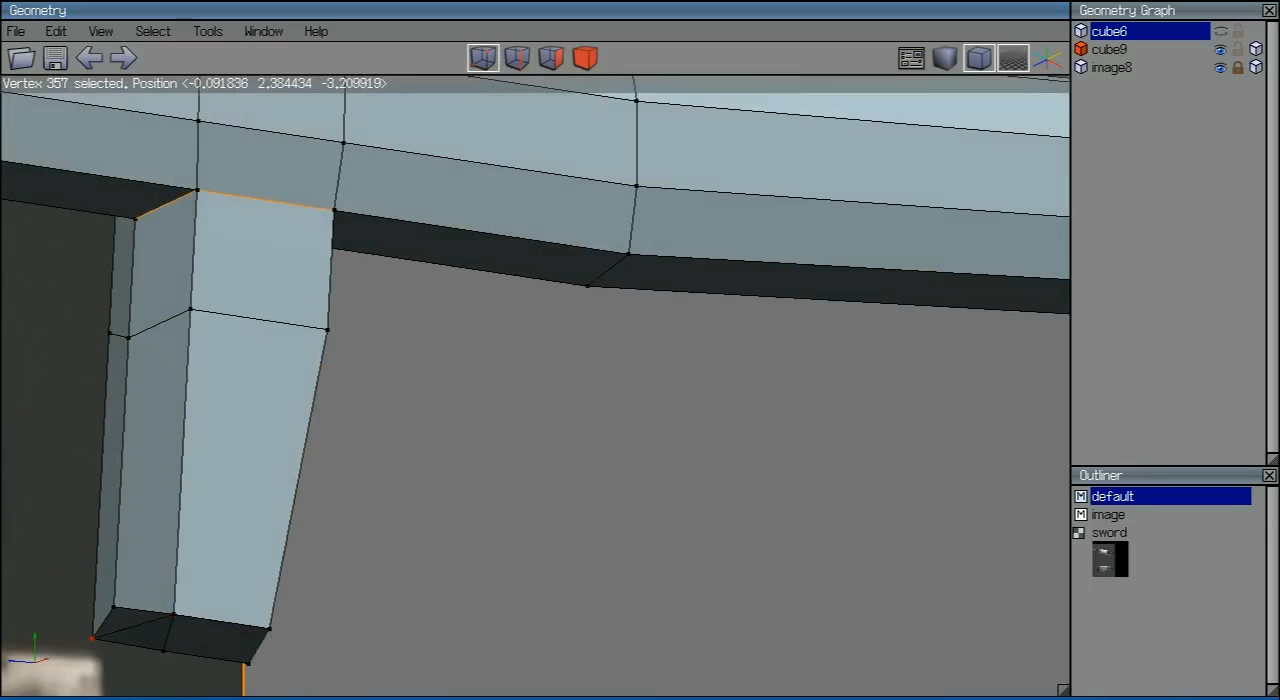 Geometry
File Edit View Select Tools Window Help
Vertex 357 selected. Position <-0.091836 2.384434 -3.209919>
Geometry Graph
cube6
cube9
image8
Outliner
default
image
sword